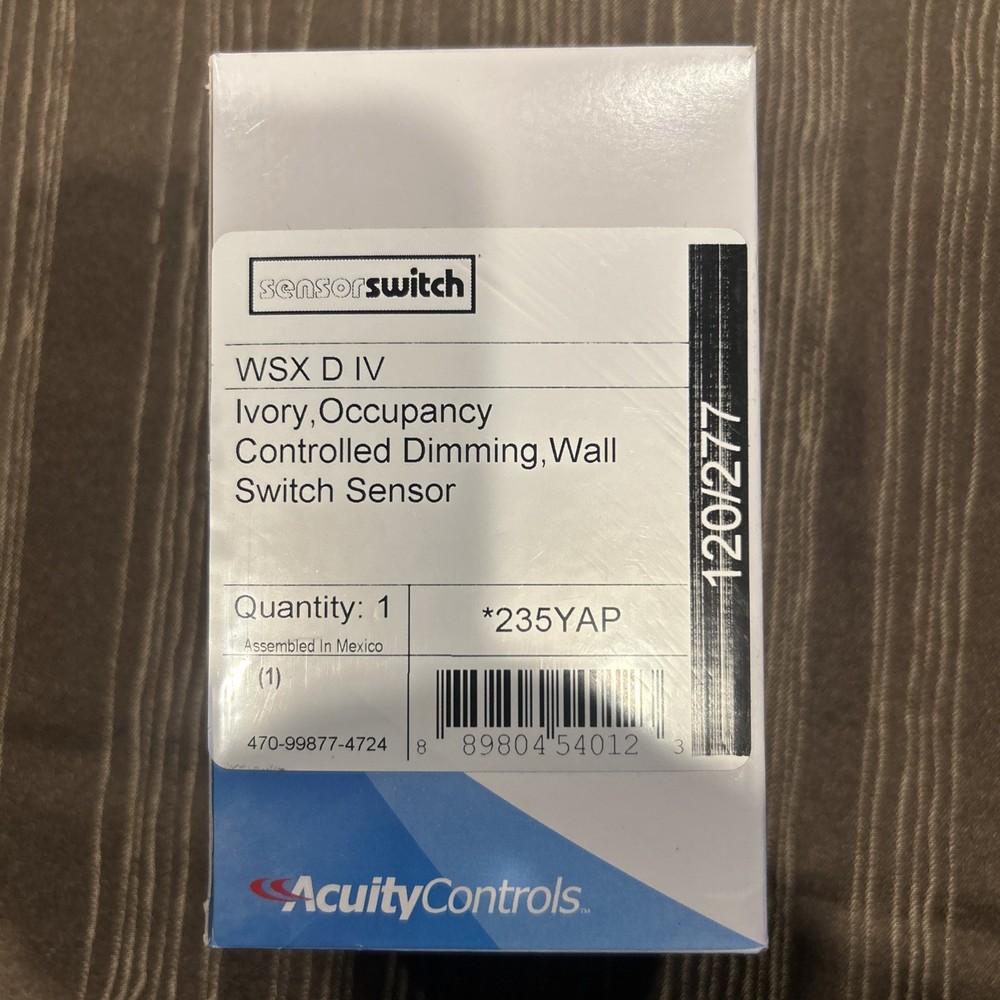 sensorswitch
WSX D IV
Ivory,Occupancy
Controlled Dimming,Wall
Switch Sensor
120/277
Quantity: 1
*235YAP
Assembled In Mexico
(1)
470-99877-4724
8 89804 54012 3
AcuityControls™